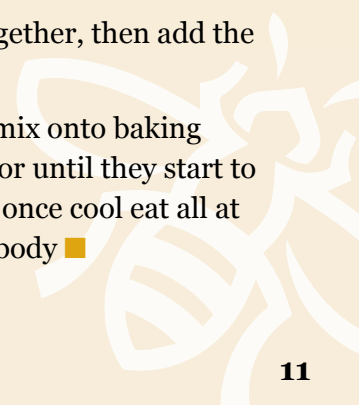 gether, then add the
mix onto baking
or until they start to
once cool eat all at
body ■
11